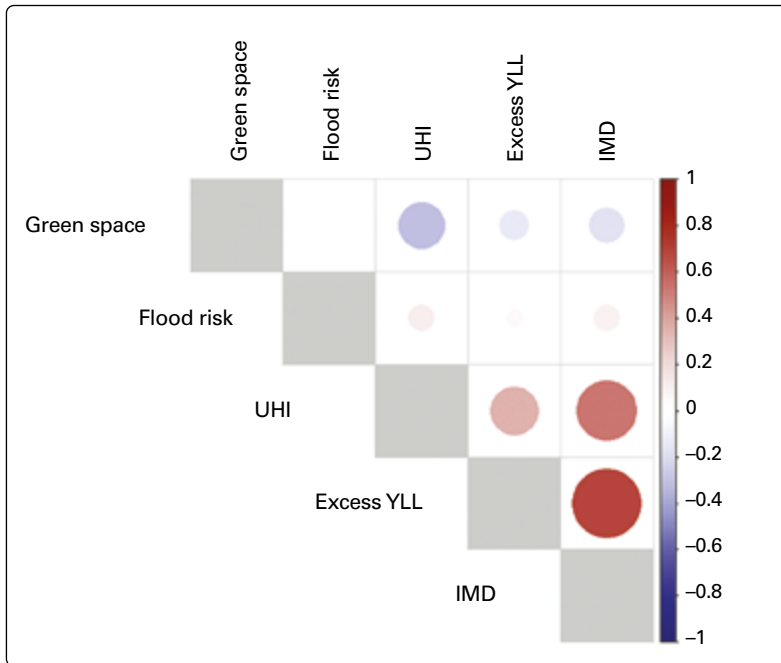 Green space
Flood risk
UHI
Excess YLL
IMD
Green space
Flood risk
UHI
Excess YLL
IMD
1
0.8
0.6
0.4
0.2
0
–0.2
–0.4
–0.6
–0.8
–1